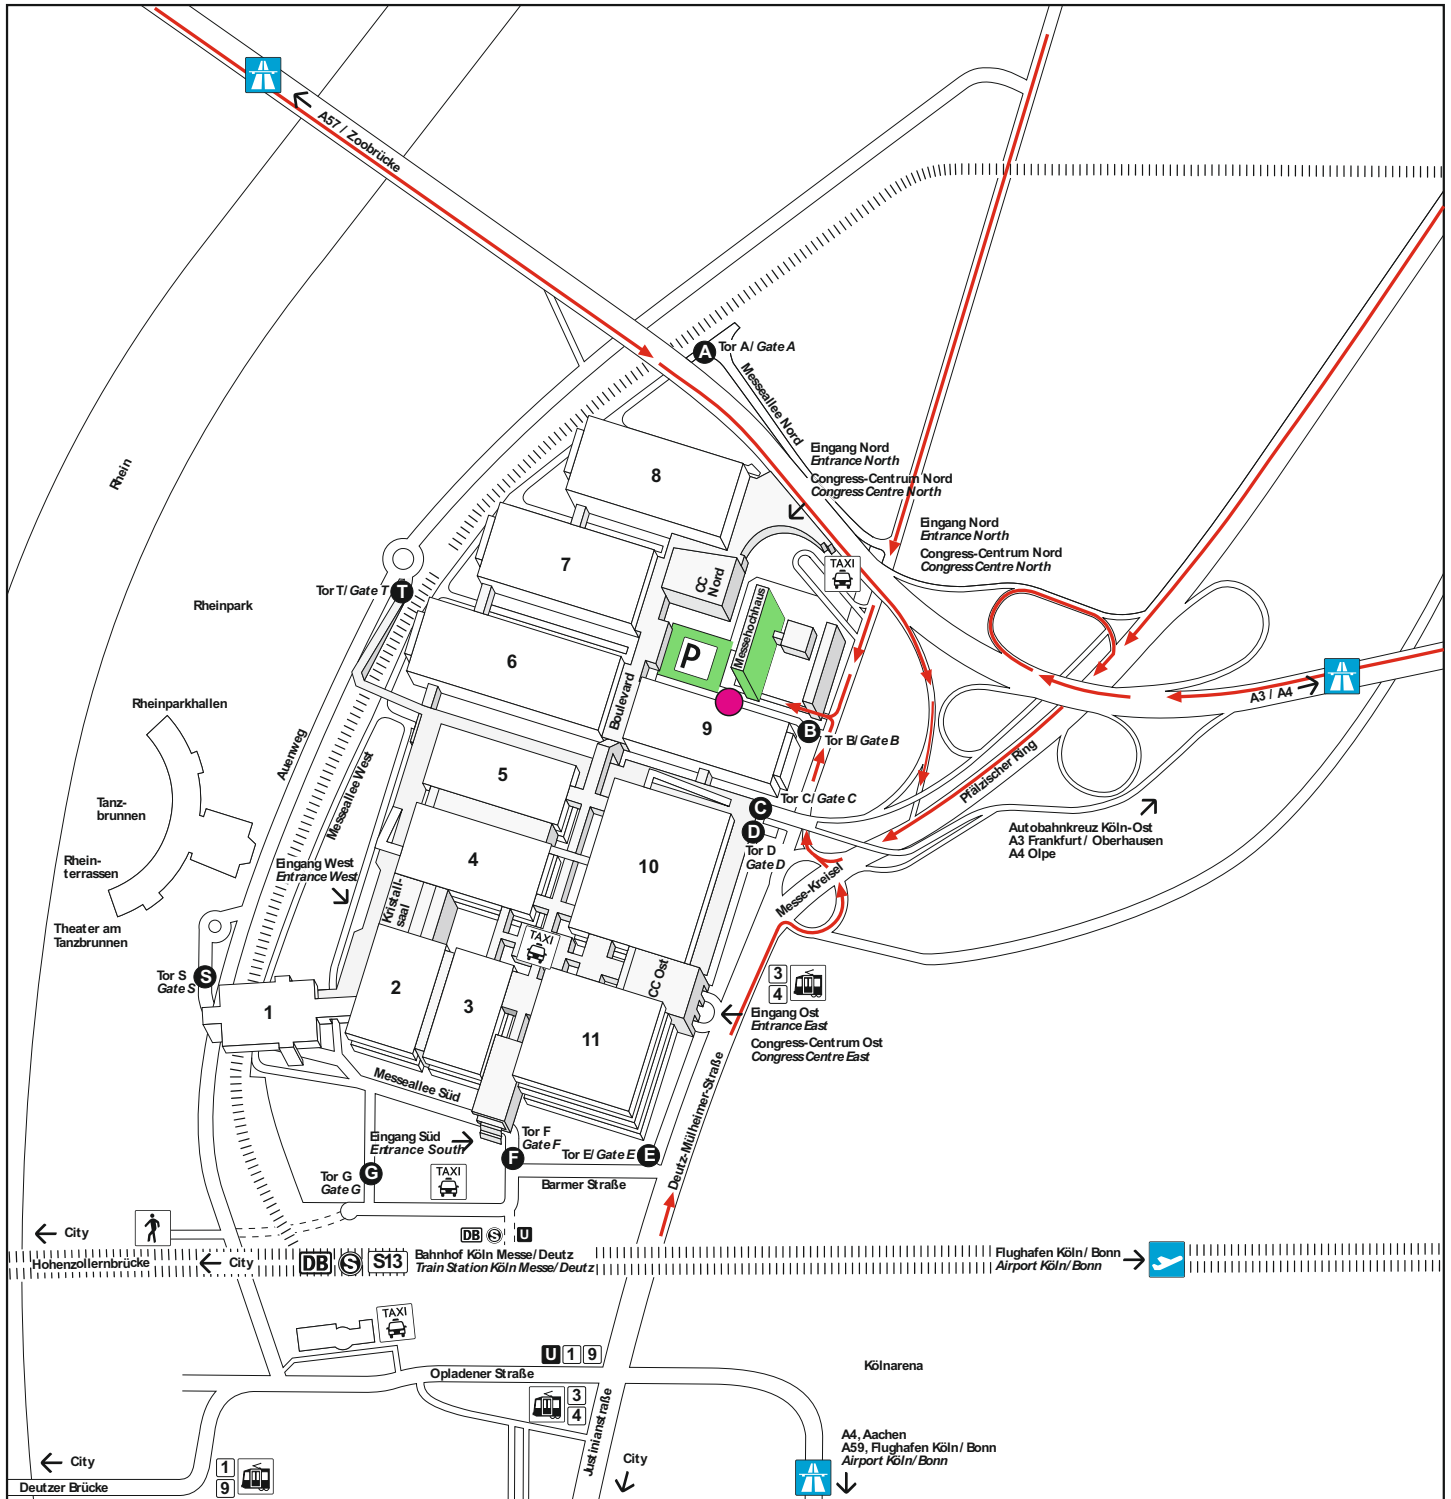 A57 / Zoobrücke
A
Tor A/ Gate A
Messeallee Nord
Eingang Nord
Entrance North
Congress-Centrum Nord
Congress Centre North
Eingang Nord
Entrance North
Congress-Centrum Nord
Congress Centre North
Rhein
8
7
TAXI
CC
Nord
Tor T/ Gate T
T
Rheinpark
P
Messehochhaus
6
Boulevard
9
B
Tor B/ Gate B
A3 / A4
Rheinparkhallen
Auenweg
Messeallee West
5
Pfälzischer Ring
Tanz-
brunnen
C
Tor C/ Gate C
D
Tor D
Gate D
Autobahnkreuz Köln-Ost
A3 Frankfurt / Oberhausen
A4 Olpe
Rhein-
terrassen
Eingang West
Entrance West
4
10
Messe-Kreisel
Kristall-
saal
Theater am
Tanzbrunnen
TAXI
CC Ost
Tor S
Gate S
S
3
4
1
2
3
11
Eingang Ost
Entrance East
Congress-Centrum Ost
Congress Centre East
Messeallee Süd
Deutz-Mülheimer-Straße
Eingang Süd
Entrance South
Tor F
Gate F
F
Tor E/ Gate E
E
Tor G
Gate G
G
TAXI
Barmer Straße
City
DB
S
U
Hohenzollernbrücke
City
DB
S
S13
Bahnhof Köln Messe/ Deutz
Train Station Köln Messe/ Deutz
Flughafen Köln / Bonn
Airport Köln/ Bonn
TAXI
U
1
9
Opladener Straße
Kölnarena
3
4
Justinianstraße
A4, Aachen
A59, Flughafen Köln / Bonn
Airport Köln/ Bonn
City
City
1
9
Deutzer Brücke